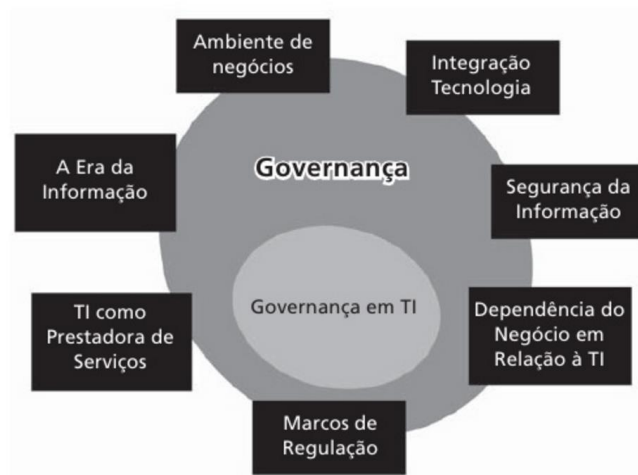 Ambiente de
negócios
Integração
Tecnologia
A Era da
Informação
Governança
Segurança da
Informação
Governança em TI
TI como
Prestadora de
Serviços
Dependência do
Negócio em
Relação à TI
Marcos de
Regulação